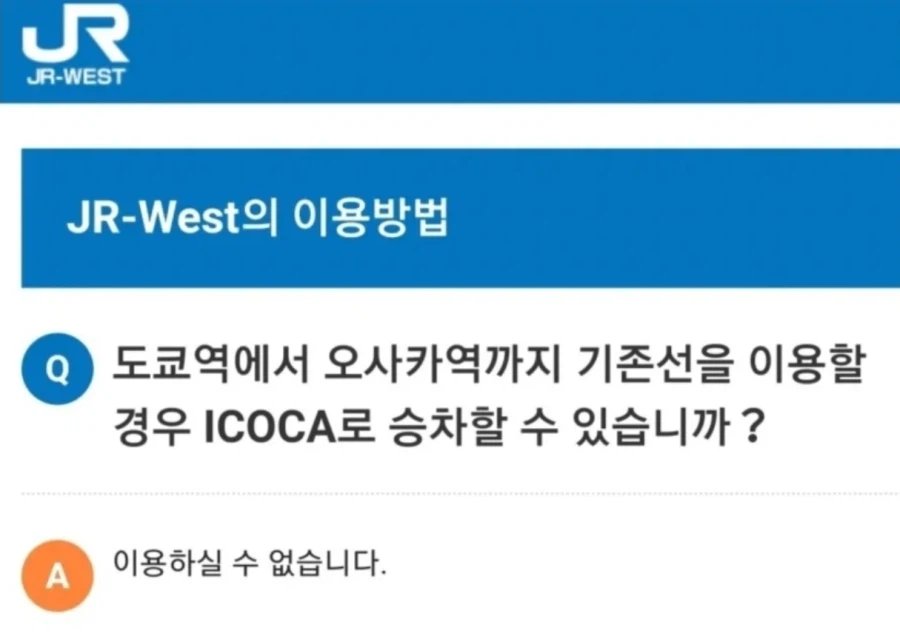 JR
JR-WEST
JR-West의 이용방법
Q 도쿄역에서 오사카역까지 기존선을 이용할
경우 ICOCA로 승차할 수 있습니까?
A 이용하실 수 없습니다.